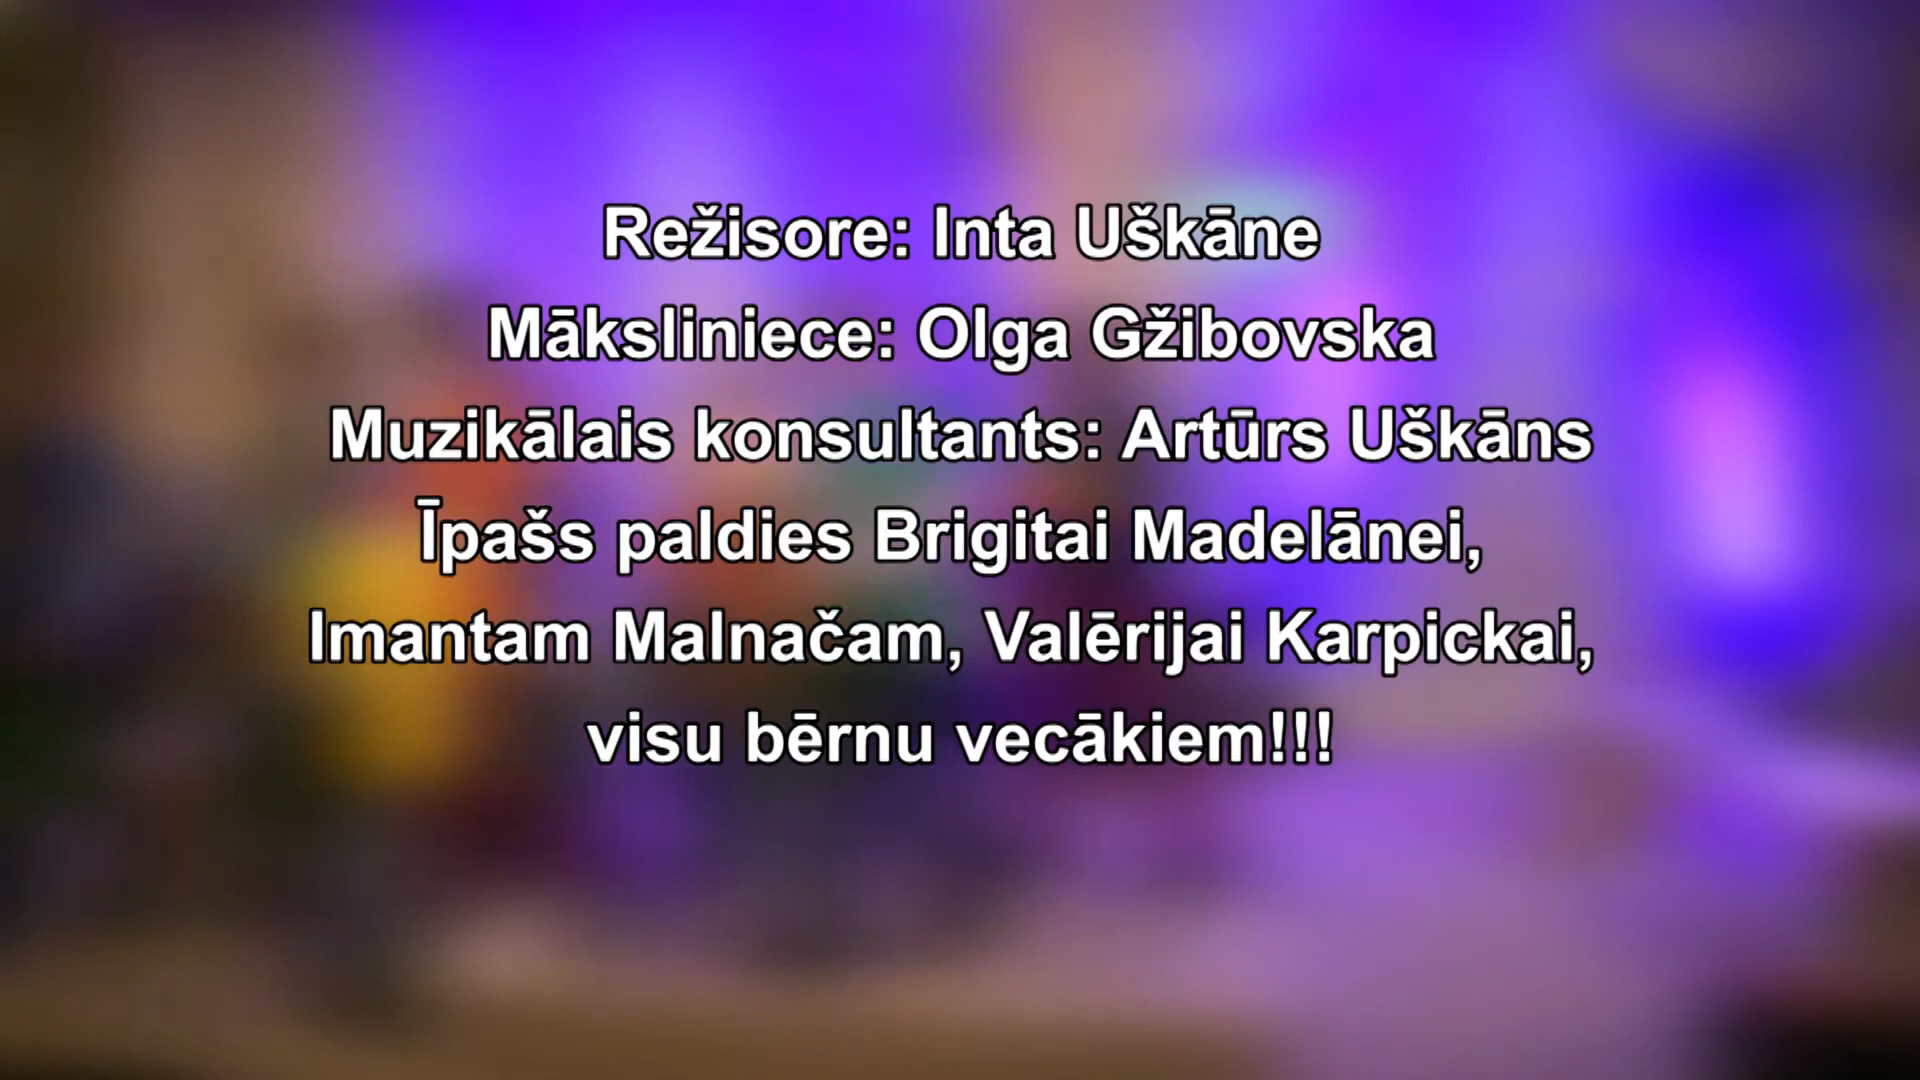 Režisore: Inta Uškāne
Māksliniece: Olga Gžibovska
Muzikālais konsultants: Artūrs Uškāns
Īpašs paldies Brigitai Madelānei,
Imantam Malnačam, Valērijai Karpickai,
visu bērnu vecākiem!!!